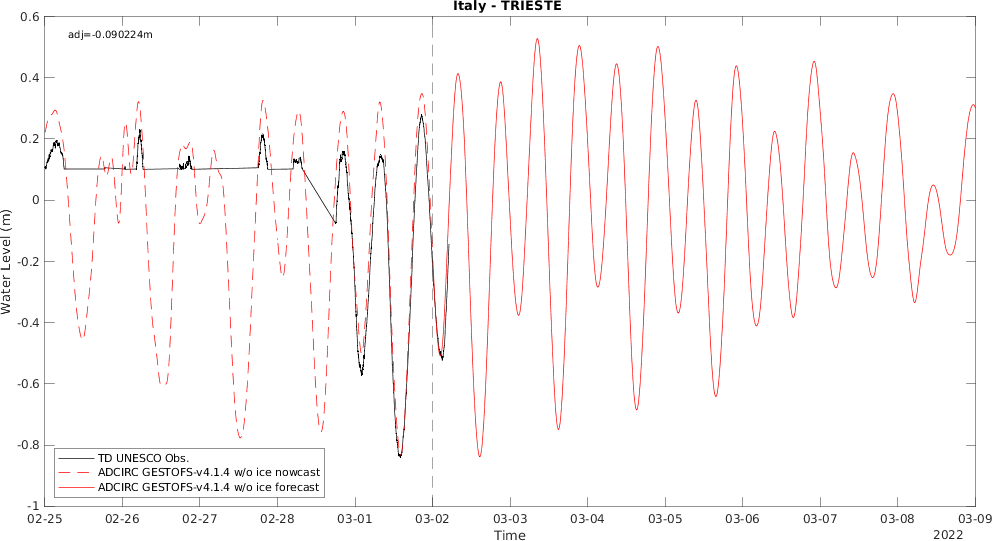 Italy - TRIESTE
adj=-0.090224m
0.6
0.4
0.2
0
-0.2
-0.4
-0.6
-0.8
-1
Water Level (m)
TD UNESCO Obs.
ADCIRC GESTOFS-v4.1.4 w/o ice nowcast
ADCIRC GESTOFS-v4.1.4 w/o ice forecast
02-25 02-26 02-27 02-28 03-01 03-02 03-03 03-04 03-05 03-06 03-07 03-08 03-09
Time
2022